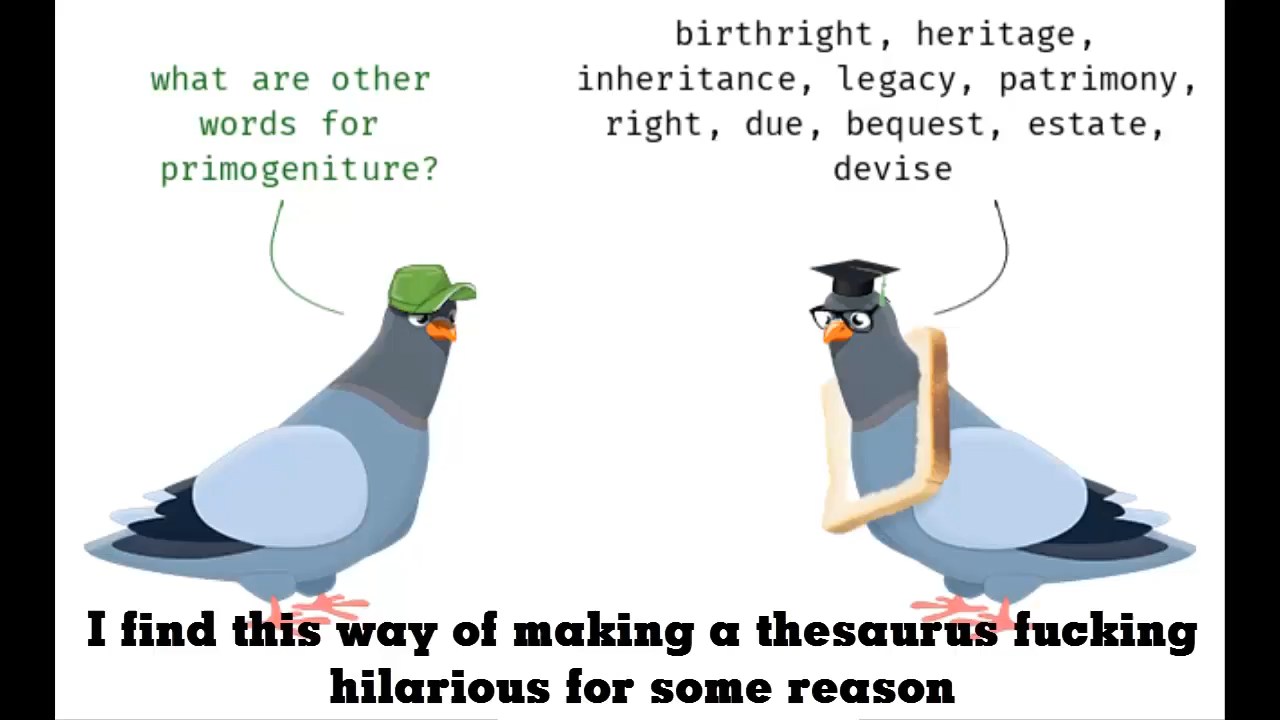 what are other
words for
primogeniture?
birthright, heritage,
inheritance, legacy, patrimony,
right, due, bequest, estate,
devise
I find this way of making a thesaurus fucking
hilarious for some reason